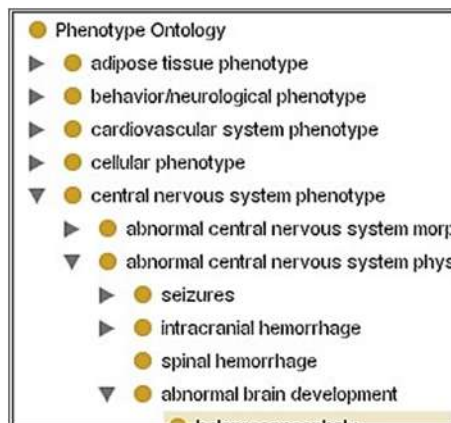 Phenotype Ontology
adipose tissue phenotype
behavior/neurological phenotype
cardiovascular system phenotype
cellular phenotype
central nervous system phenotype
abnormal central nervous system morp
abnormal central nervous system phys
seizures
intracranial hemorrhage
spinal hemorrhage
abnormal brain development